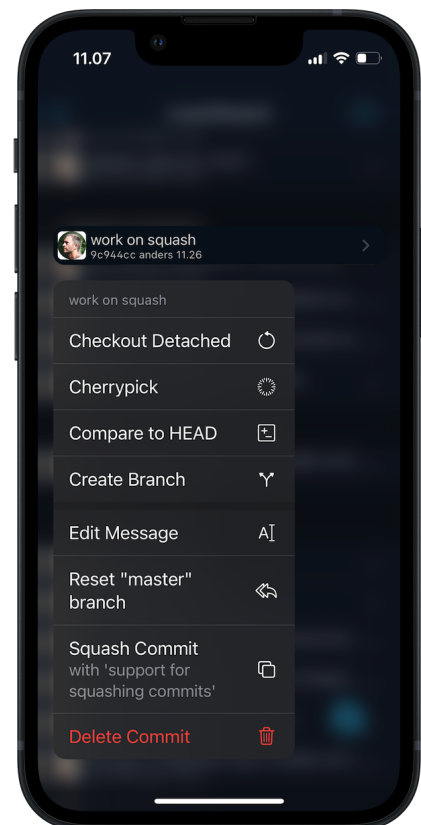 11.07
work on squash
9c944cc anders 11.26
work on squash
Checkout Detached
Cherrypick
Compare to HEAD
Create Branch
Edit Message
Reset "master"
branch
Squash Commit
with 'support for
squashing commits'
Delete Commit